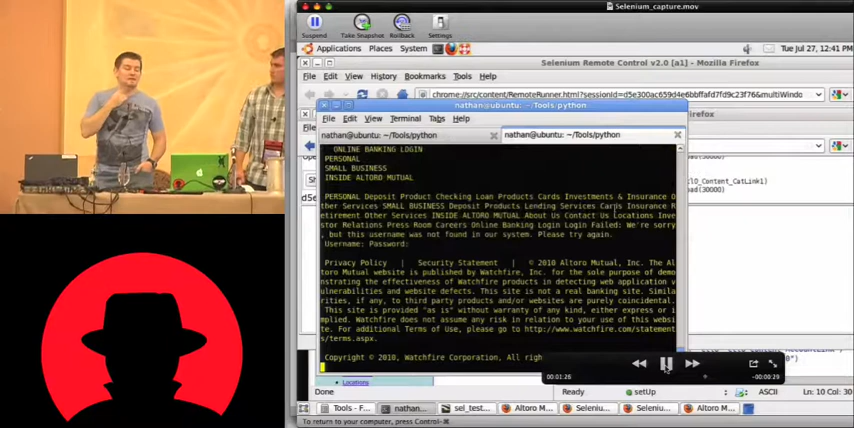 Selenium_capture.mov
Suspend Take Snapshot Rollback Settings
Applications Places System
Tue Jul 27, 12:41 PM
Selenium Remote Control v2.0 [a1] - Mozilla Firefox
File Edit View History Bookmarks Tools Help
chrome://src/content/RemoteRunner.html?sessionId=d5e300ac659d4e6bbffafd7fd9c23f76&multiWindo
nathan@ubuntu: ~/Tools/python
File Edit View Terminal Tabs Help
nathan@ubuntu: ~/Tools/python
nathan@ubuntu: ~/Tools/python
ONLINE BANKING LOGIN
PERSONAL
SMALL BUSINESS
INSIDE ALTORO MUTUAL
PERSONAL Deposit Product Checking Loan Products Cards Investments & Insurance O
ther Services SMALL BUSINESS Deposit Products Lending Services Cards Insurance R
etirement Other Services INSIDE ALTORO MUTUAL About Us Contact Us Locations Inve
stor Relations Press Room Careers Online Banking Login Login Failed: We're sorry
, but this username was not found in our system. Please try again.
Username: Password:
Privacy Policy | Security Statement | © 2010 Altoro Mutual, Inc. The Al
toro Mutual website is published by Watchfire, Inc. for the sole purpose of demo
nstrating the effectiveness of Watchfire products in detecting web application v
ulnerabilities and website defects. This site is not a real banking site. Simila
rities, if any, to third party products and/or websites are purely coincidental.
This site is provided "as is" without warranty of any kind, either express or i
mplied. Watchfire does not assume any risk in relation to your use of this websi
te. For additional Terms of Use, please go to http://www.watchfire.com/statement
s/terms.aspx.
Copyright © 2010, Watchfire Corporation, All righ
00:01:26
-00:00:29
Locations
Done
Ready
setUp
ASCII
Ln 10 Col 30
Tools - F...
nathan...
sel_test...
Altoro M...
Seleniu...
Seleniu...
Altoro M...
To return to your computer, press Control-⌘